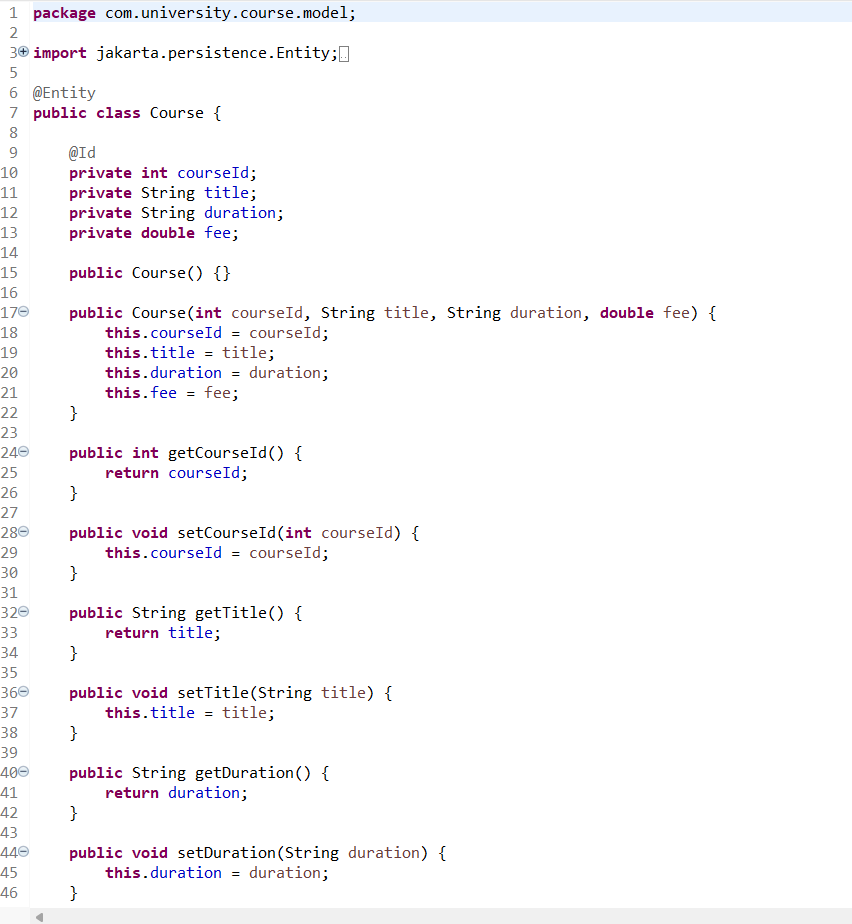 1 package com.university.course.model;
2
3 import jakarta.persistence.Entity;
5
6 @Entity
7 public class Course {
8
9     @Id
10     private int courseId;
11     private String title;
12     private String duration;
13     private double fee;
14
15     public Course() {}
16
17     public Course(int courseId, String title, String duration, double fee) {
18         this.courseId = courseId;
19         this.title = title;
20         this.duration = duration;
21         this.fee = fee;
22     }
23
24     public int getCourseId() {
25         return courseId;
26     }
27
28     public void setCourseId(int courseId) {
29         this.courseId = courseId;
30     }
31
32     public String getTitle() {
33         return title;
34     }
35
36     public void setTitle(String title) {
37         this.title = title;
38     }
39
40     public String getDuration() {
41         return duration;
42     }
43
44     public void setDuration(String duration) {
45         this.duration = duration;
46     }